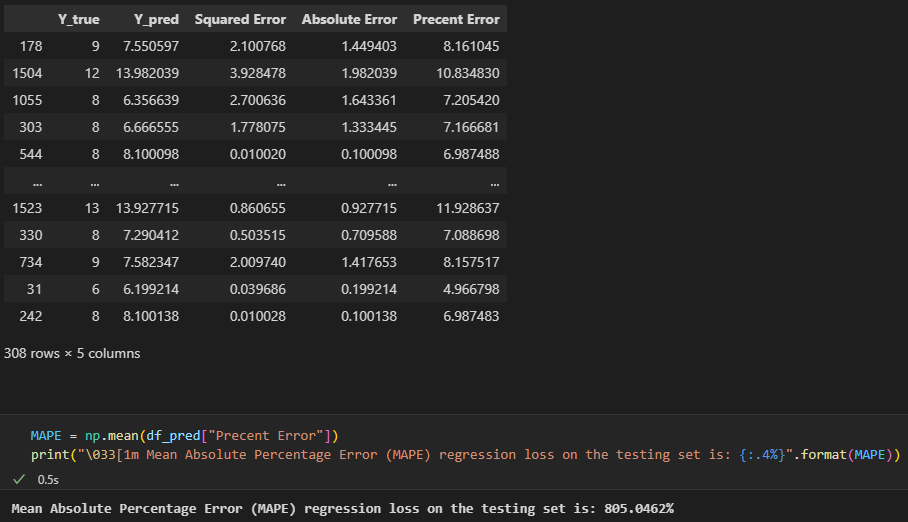 Y_true Y_pred Squared Error Absolute Error Precent Error
178 9 7.550597 2.100768 1.449403 8.161045
1504 12 13.982039 3.928478 1.982039 10.834830
1055 8 6.356639 2.700636 1.643361 7.205420
303 8 6.666555 1.778075 1.333445 7.166681
544 8 8.100098 0.010020 0.100098 6.987488
... ... ... ... ... ...
1523 13 13.927715 0.860655 0.927715 11.928637
330 8 7.290412 0.503515 0.709588 7.088698
734 9 7.582347 2.009740 1.417653 8.157517
31 6 6.199214 0.039686 0.199214 4.966798
242 8 8.100138 0.010028 0.100138 6.987483
308 rows × 5 columns
MAPE = np.mean(df_pred["Precent Error"])
print("\033[1m Mean Absolute Percentage Error (MAPE) regression loss on the testing set is: {:.4%}".format(MAPE))
✓ 0.5s
Mean Absolute Percentage Error (MAPE) regression loss on the testing set is: 805.0462%